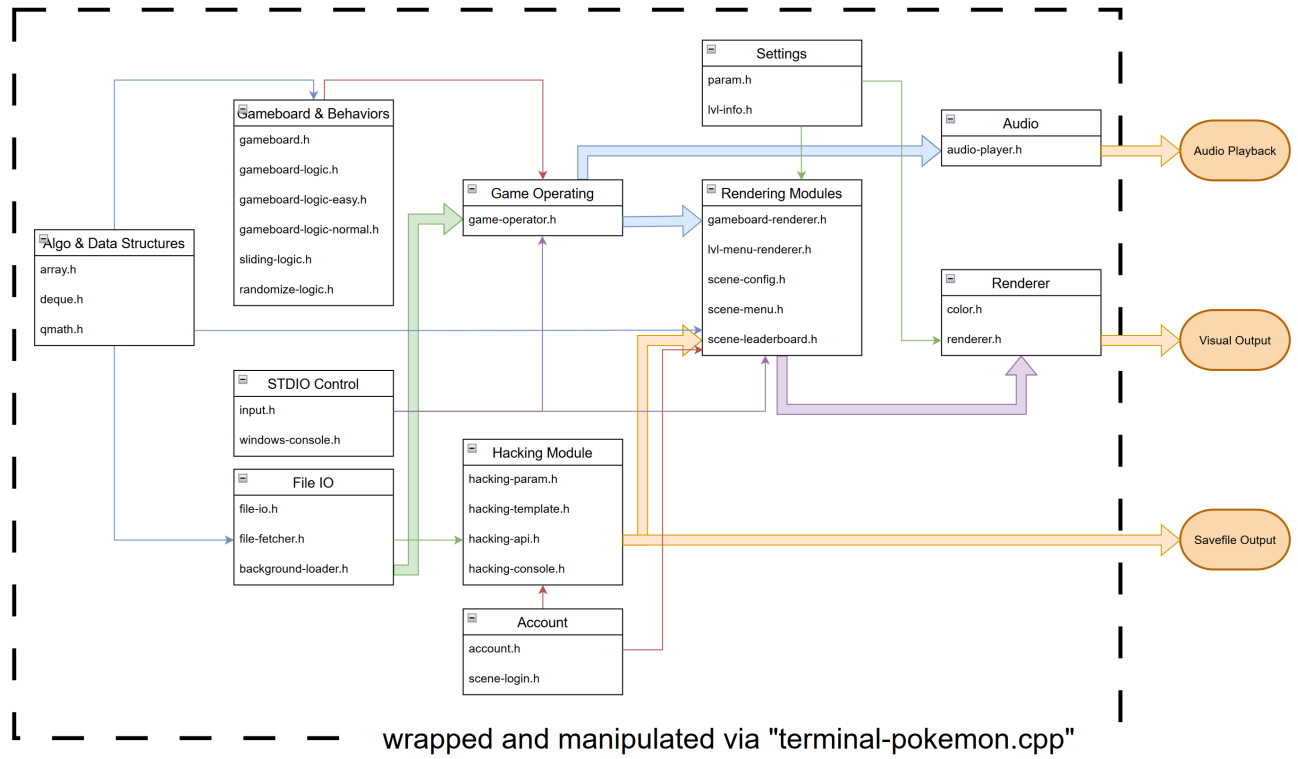 Settings
param.h
lvl-info.h
Gameboard & Behaviors
gameboard.h
gameboard-logic.h
gameboard-logic-easy.h
gameboard-logic-normal.h
sliding-logic.h
randomize-logic.h
Audio
audio-player.h
Audio Playback
Game Operating
game-operator.h
Rendering Modules
gameboard-renderer.h
lvl-menu-renderer.h
scene-config.h
scene-menu.h
scene-leaderboard.h
Algo & Data Structures
array.h
deque.h
qmath.h
Renderer
color.h
renderer.h
Visual Output
STDIO Control
input.h
windows-console.h
File IO
file-io.h
file-fetcher.h
background-loader.h
Hacking Module
hacking-param.h
hacking-template.h
hacking-api.h
hacking-console.h
Savefile Output
Account
account.h
scene-login.h
wrapped and manipulated via "terminal-pokemon.cpp"